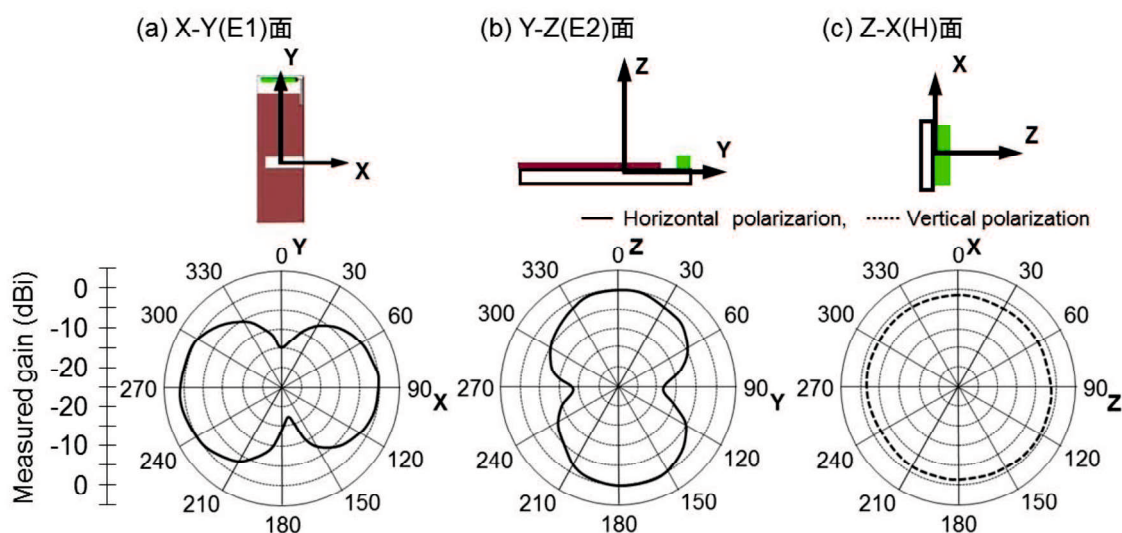 (a) X-Y(E1)面
(b) Y-Z(E2)面
(c) Z-X(H)面
Y
X
Z
Y
X
Z
Horizontal polarizarion,
Vertical polarization
Measured gain (dBi)
0
-10
-20
-20
-10
0
Y
0
30
60
90
X
120
150
180
210
240
270
300
330
Z
0
30
60
90
Y
120
150
180
210
240
270
300
330
X
0
30
60
90
Z
120
150
180
210
240
270
300
330